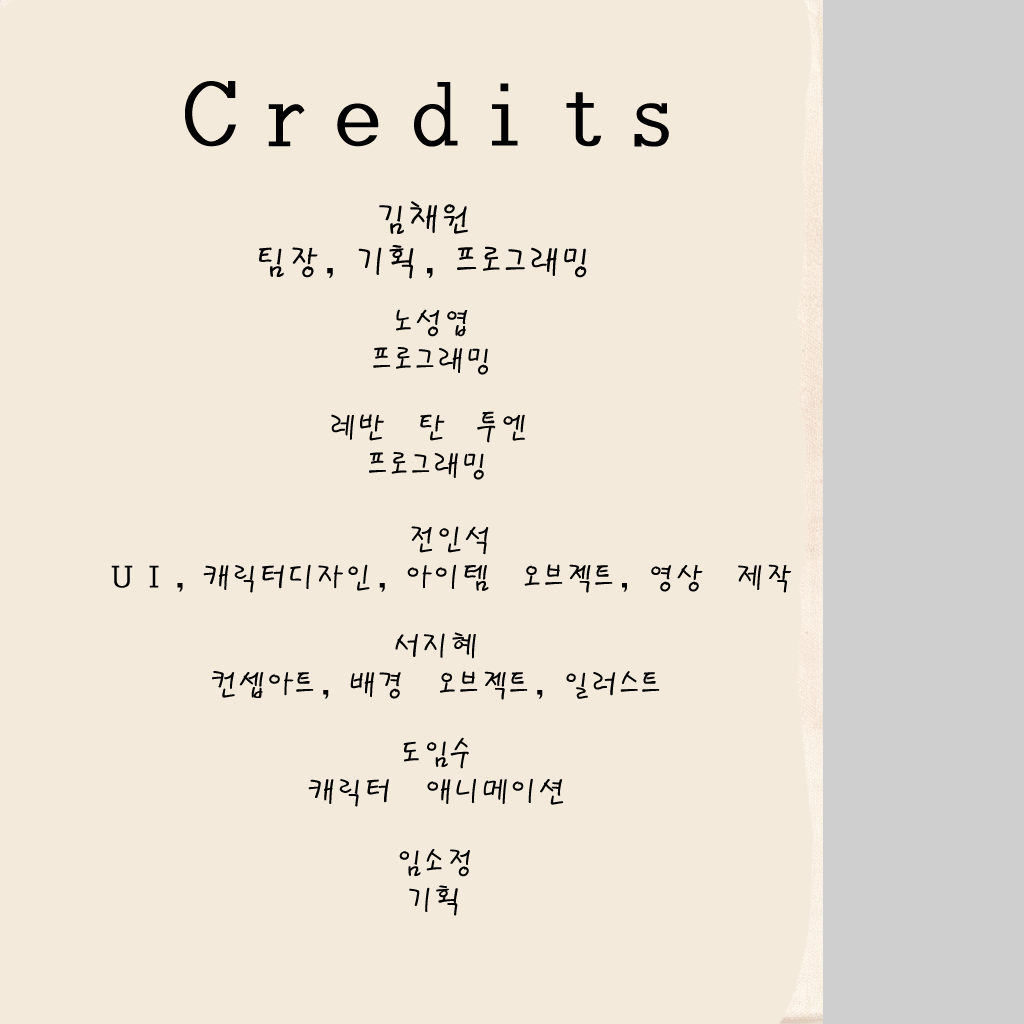 Credits
김채원
팀장, 기획, 프로그래밍
노성엽
프로그래밍
레반 탄 투엔
프로그래밍
전인석
UI, 캐릭터디자인, 아이템 오브젝트, 영상 제작
서지혜
컨셉아트, 배경 오브젝트, 일러스트
도임수
캐릭터 애니메이션
임소정
기획